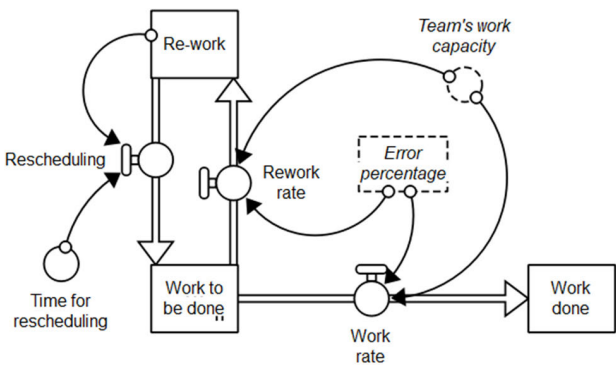 Team's work
capacity
Re-work
Rescheduling
Rework
rate
Error
percentage
Time for
rescheduling
Work to
be done
Work
rate
Work
done